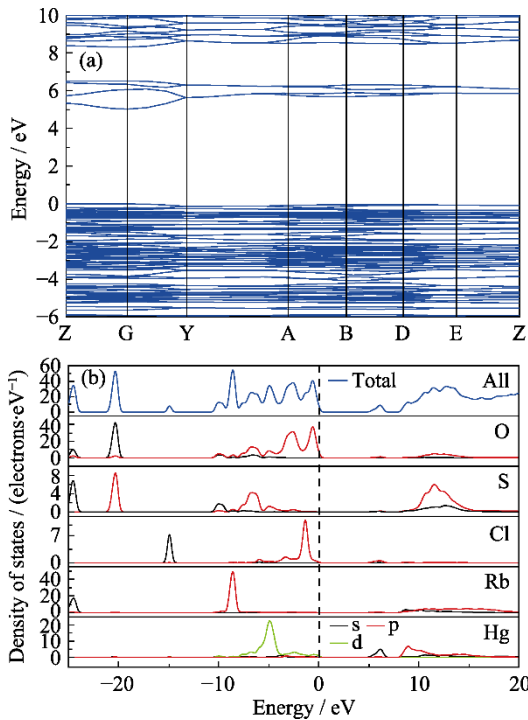 10
(a)
8
6
4
2
0
−2
−4
−6
Energy / eV
Z G Y A B D E Z
60
(b)
Total
All
40
20
0
40
O
20
0
8
S
4
0
7
Cl
0
40
Rb
20
0
20
s p
Hg
10
d
0
Density of states / (electrons·eV⁻¹)
−20 −10 0 10 20
Energy / eV